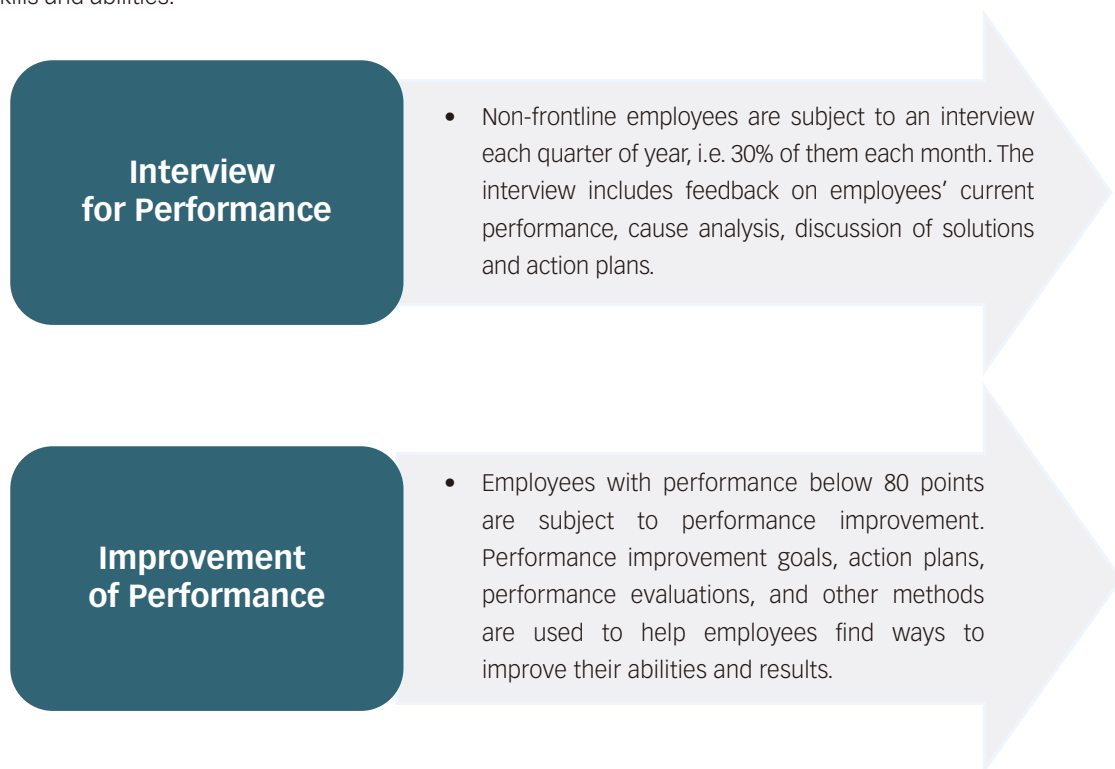 skills and abilities.
Interview
for Performance
• Non-frontline employees are subject to an interview
each quarter of year, i.e. 30% of them each month. The
interview includes feedback on employees’ current
performance, cause analysis, discussion of solutions
and action plans.
Improvement
of Performance
• Employees with performance below 80 points
are subject to performance improvement.
Performance improvement goals, action plans,
performance evaluations, and other methods
are used to help employees find ways to
improve their abilities and results.